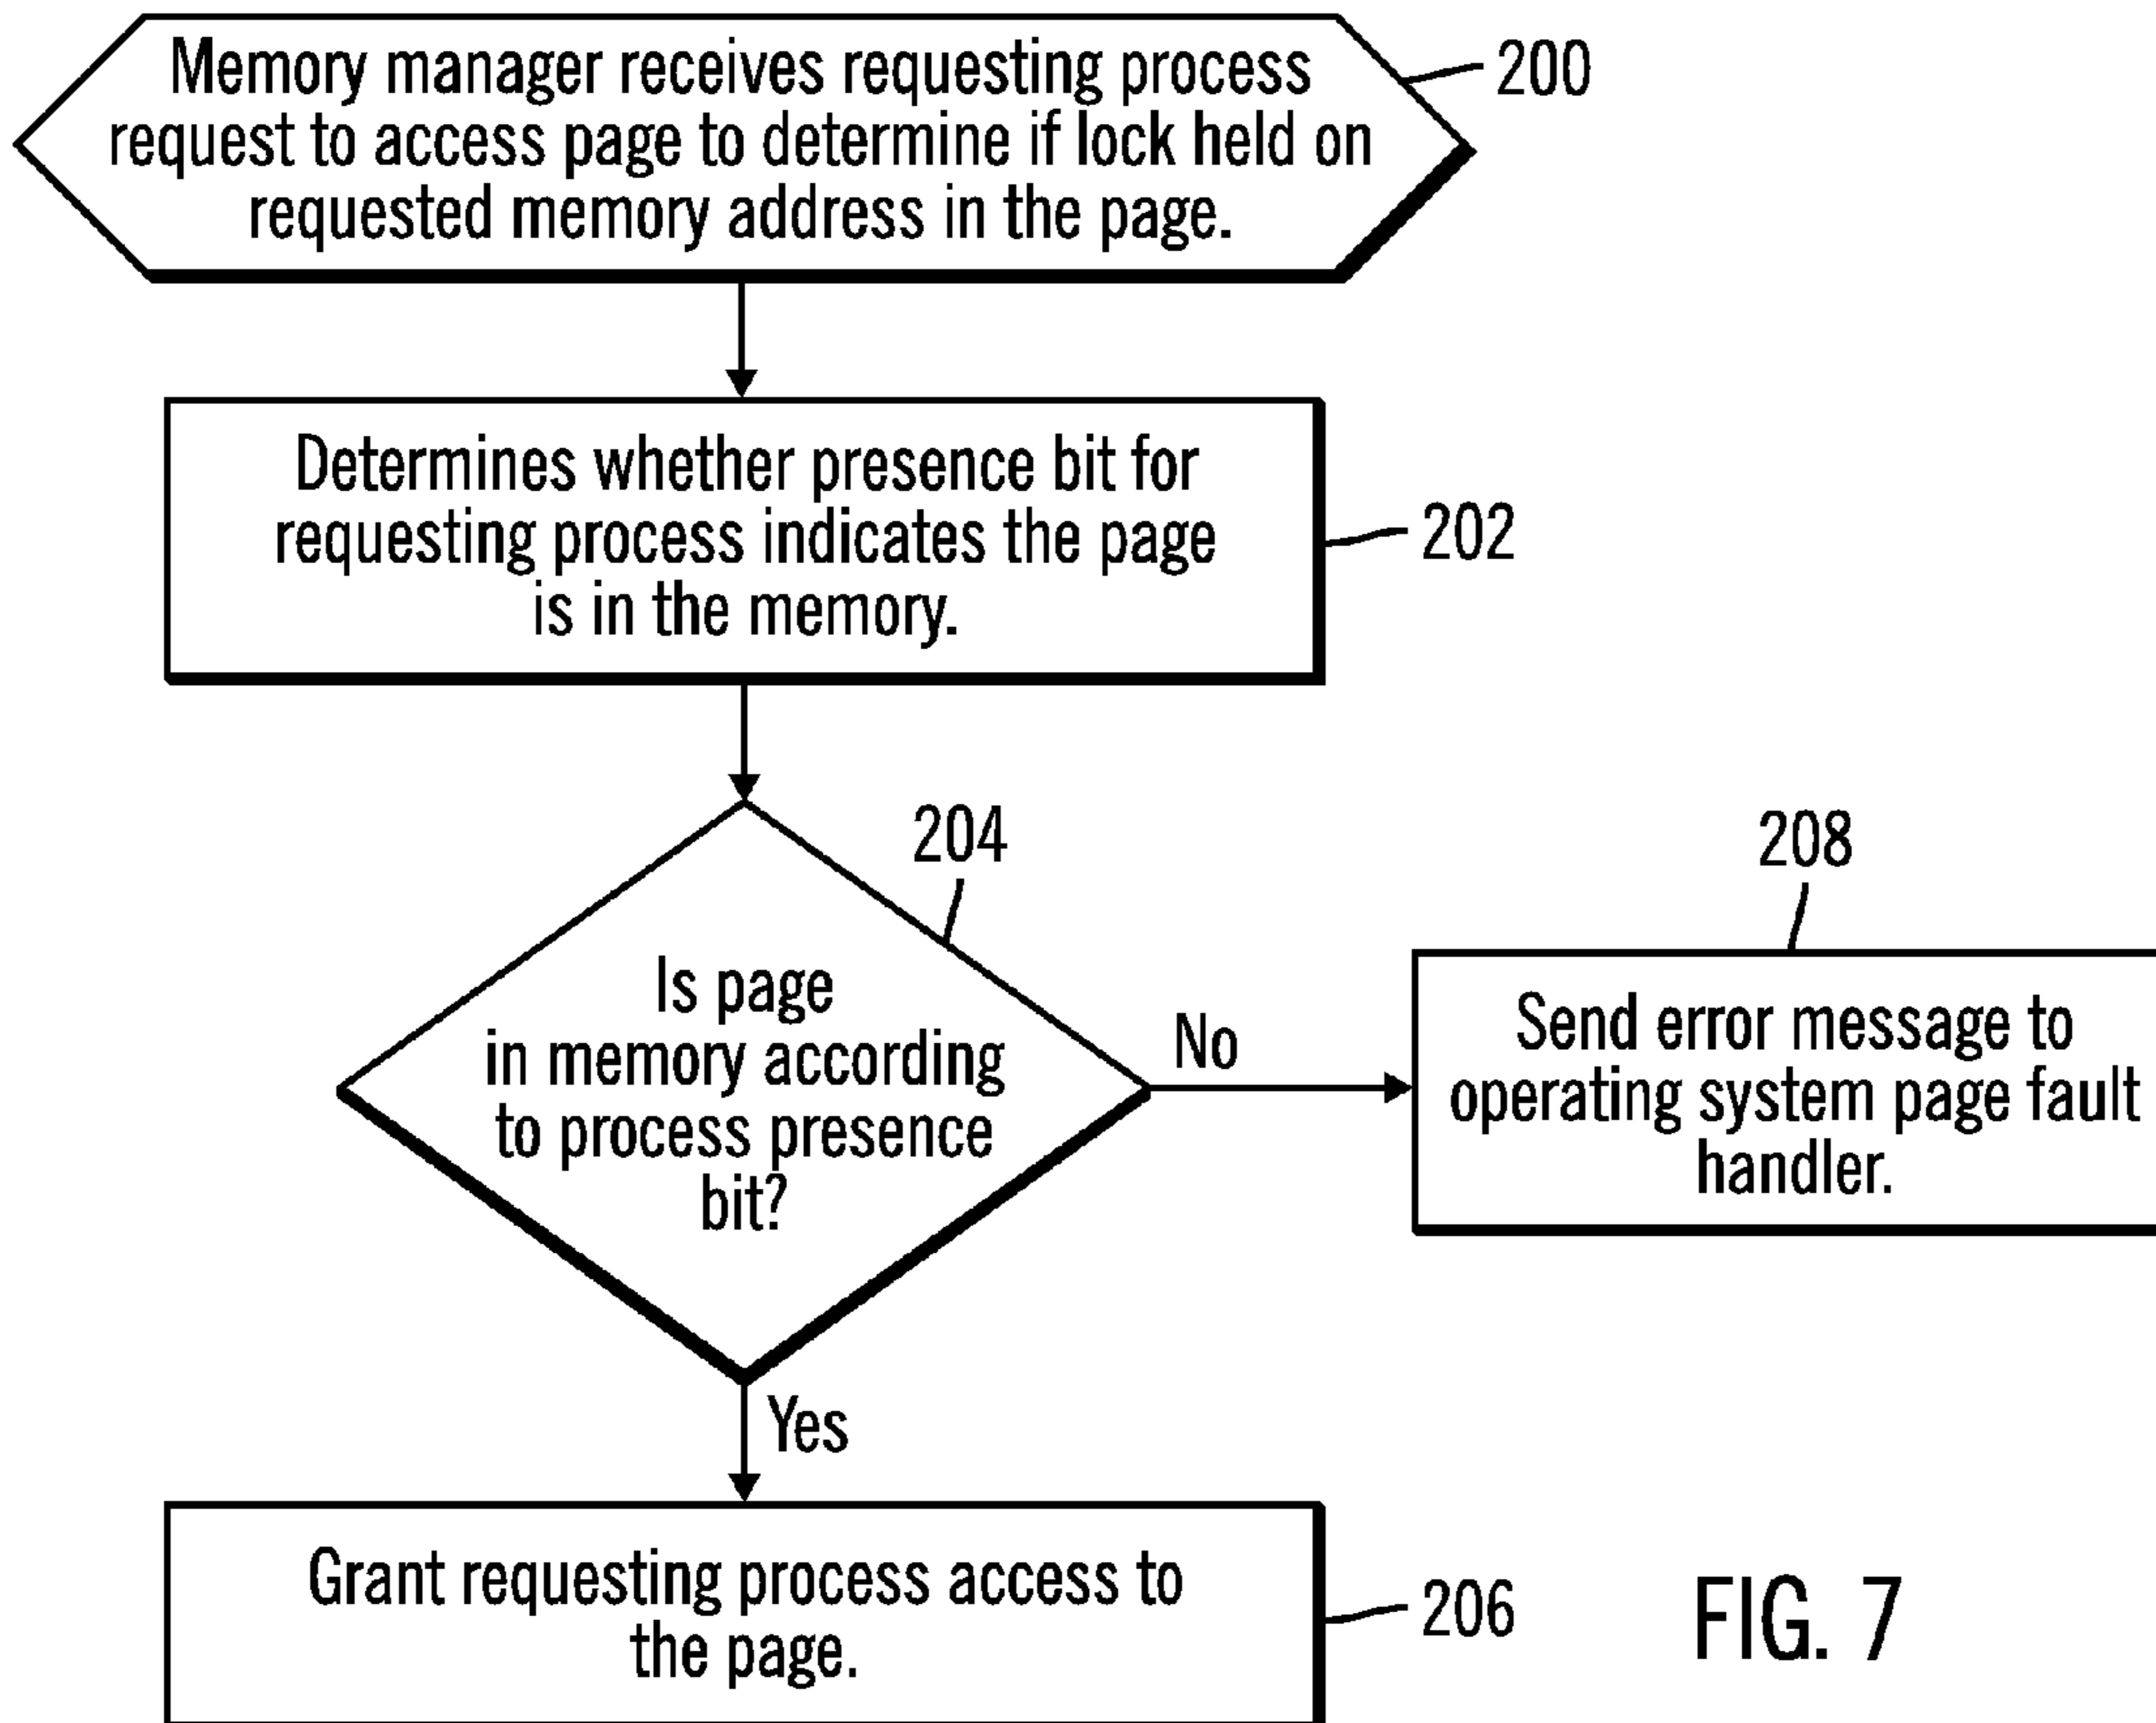 Memory manager receives requesting process
request to access page to determine if lock held on
requested memory address in the page.
200
Determines whether presence bit for
requesting process indicates the page
is in the memory.
202
204
Is page
in memory according
to process presence
bit?
No
208
Send error message to
operating system page fault
handler.
Yes
Grant requesting process access to
the page.
206
FIG. 7